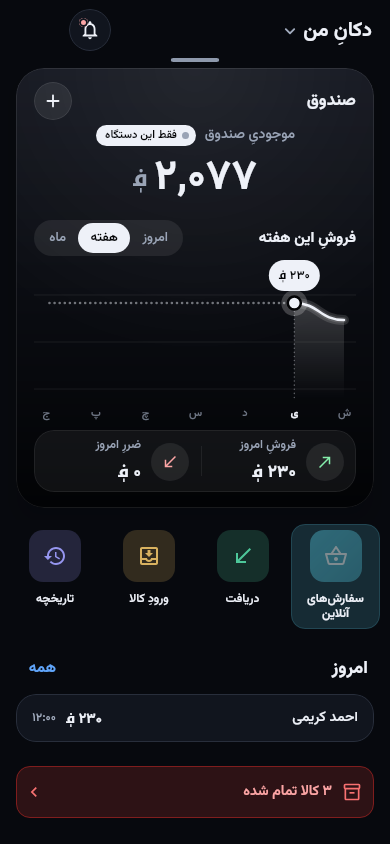 دکانِ من
صندوق
موجودیِ صندوق
فقط این دستگاه
۲,۰۷۷ ؋
فروشِ این هفته
امروز
هفته
ماه
۲۳۰ ؋
ش ی د س چ پ ج
فروشِ امروز
۲۳۰ ؋
ضررِ امروز
۰ ؋
سفارش‌های
آنلاین
دریافت
ورودِ کالا
تاریخچه
امروز
همه
احمد کریمی
۲۳۰ ؋
۱۲:۰۰
۳ کالا تمام شده